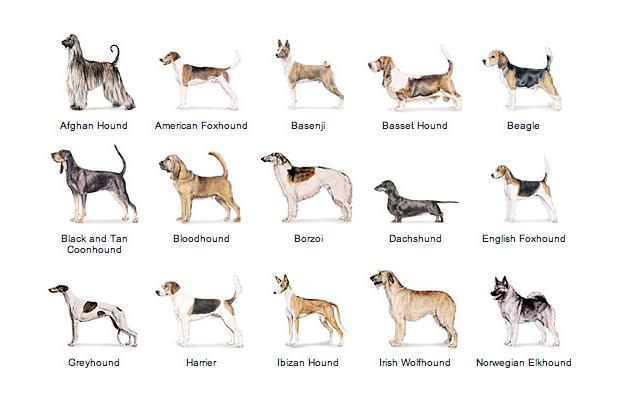 Afghan Hound
American Foxhound
Basenji
Basset Hound
Beagle
Black and Tan
Coonhound
Bloodhound
Borzoi
Dachshund
English Foxhound
Greyhound
Harrier
Ibizan Hound
Irish Wolfhound
Norwegian Elkhound